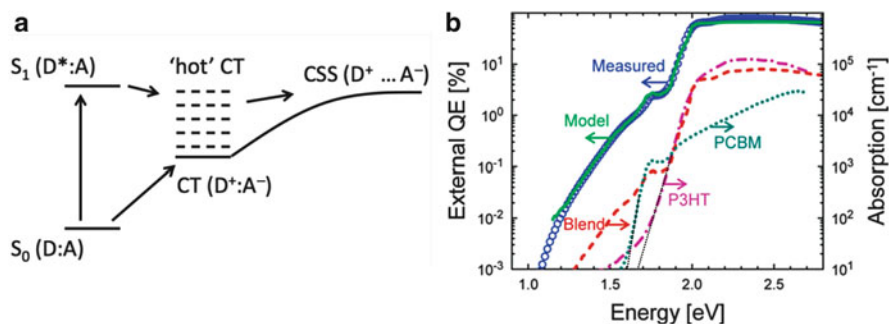 a
S₁ (D*:A)
'hot' CT
CSS (D⁺ ... A⁻)
CT (D⁺:A⁻)
S₀ (D:A)
b
External QE [%]
10²
10¹
10⁰
10⁻¹
10⁻²
10⁻³
Measured
Model
PCBM
P3HT
Blend
10⁵
10⁴
10³
10²
10¹
Absorption [cm⁻¹]
1.0
1.5
2.0
2.5
Energy [eV]